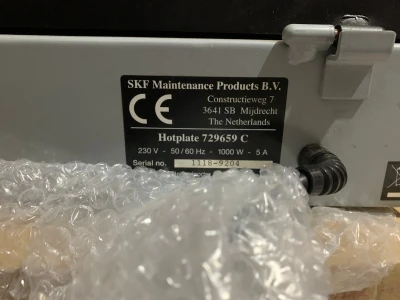 SKF Maintenance Products B.V.
CE
Constructieweg 7
3641 SB Mijdrecht
The Netherlands
Hotplate 729659 C
230 V - 50/60 Hz - 1000 W - 5 A
Serial no. 1118-9204